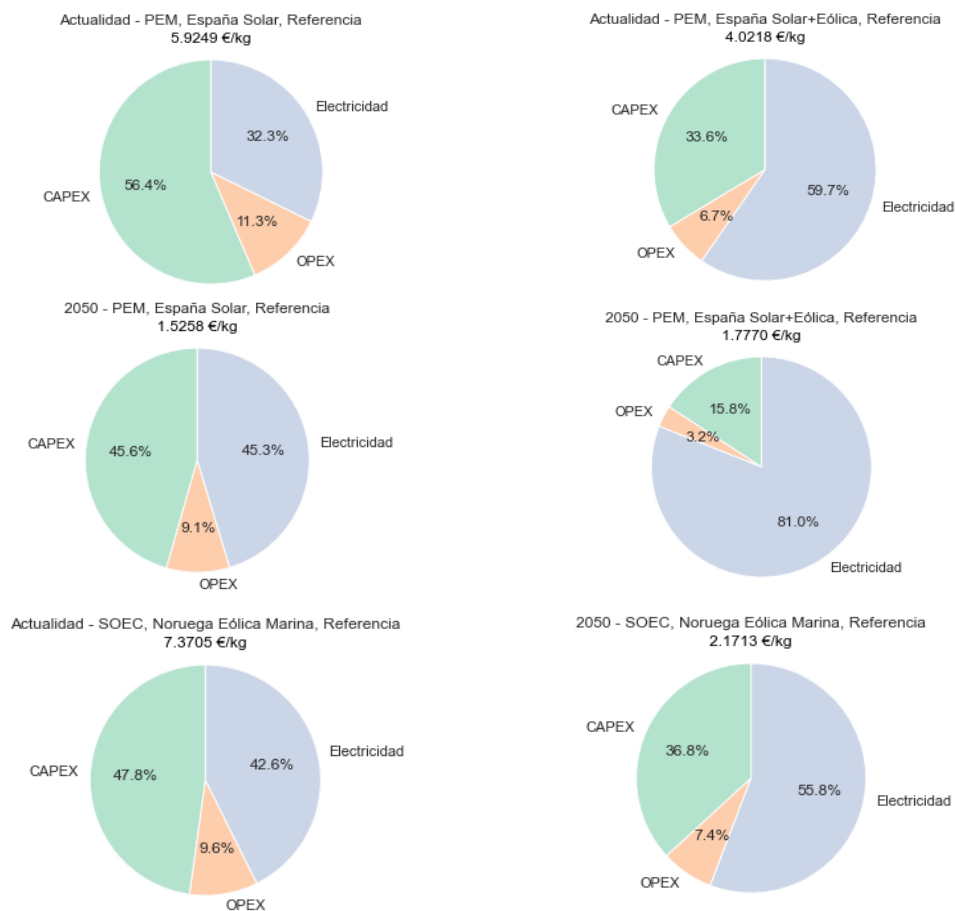 Actualidad - PEM, España Solar, Referencia
5.9249 €/kg
Electricidad
32.3%
CAPEX
56.4%
11.3%
OPEX
Actualidad - PEM, España Solar+Eólica, Referencia
4.0218 €/kg
CAPEX
33.6%
59.7%
Electricidad
6.7%
OPEX
2050 - PEM, España Solar, Referencia
1.5258 €/kg
CAPEX
45.6%
45.3%
Electricidad
9.1%
OPEX
2050 - PEM, España Solar+Eólica, Referencia
1.7770 €/kg
CAPEX
15.8%
OPEX
3.2%
81.0%
Electricidad
Actualidad - SOEC, Noruega Eólica Marina, Referencia
7.3705 €/kg
Electricidad
42.6%
CAPEX
47.8%
9.6%
OPEX
2050 - SOEC, Noruega Eólica Marina, Referencia
2.1713 €/kg
CAPEX
36.8%
55.8%
Electricidad
7.4%
OPEX